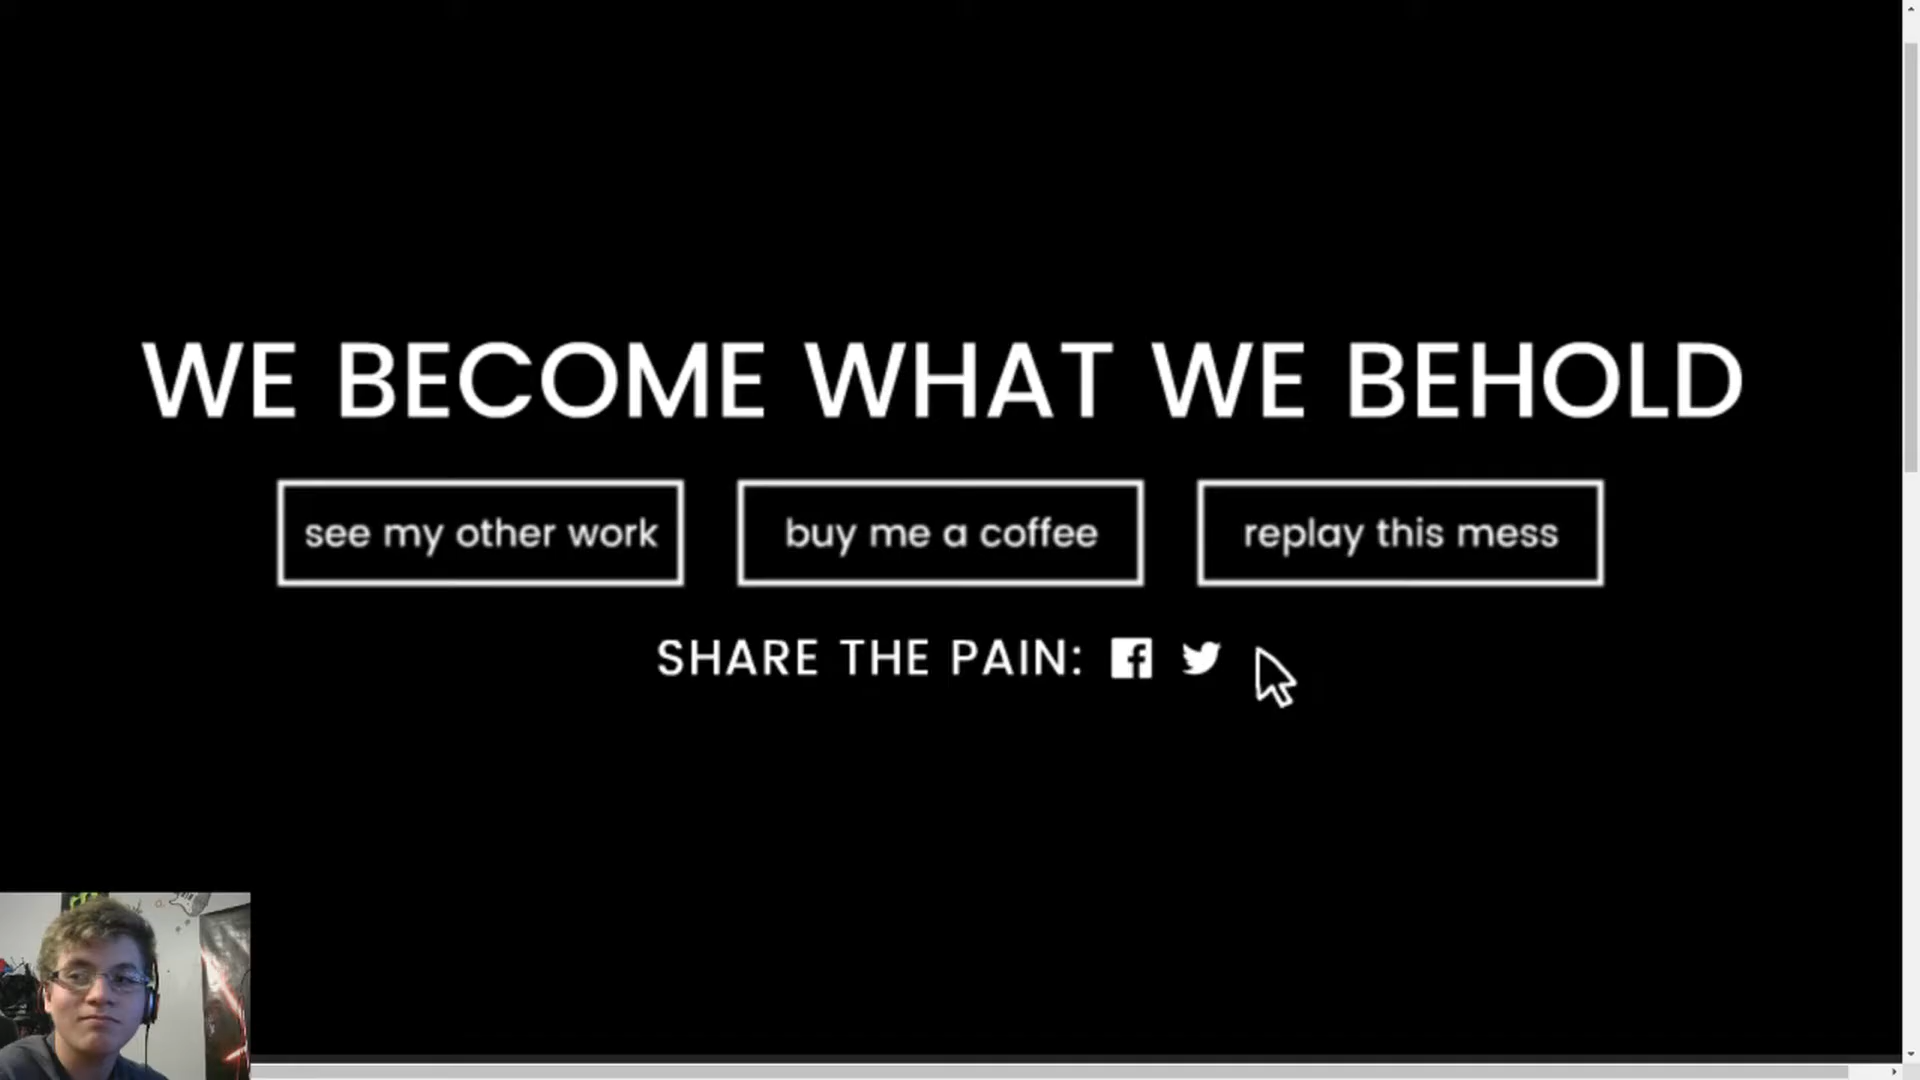 WE BECOME WHAT WE BEHOLD
see my other work
buy me a coffee
replay this mess
SHARE THE PAIN: